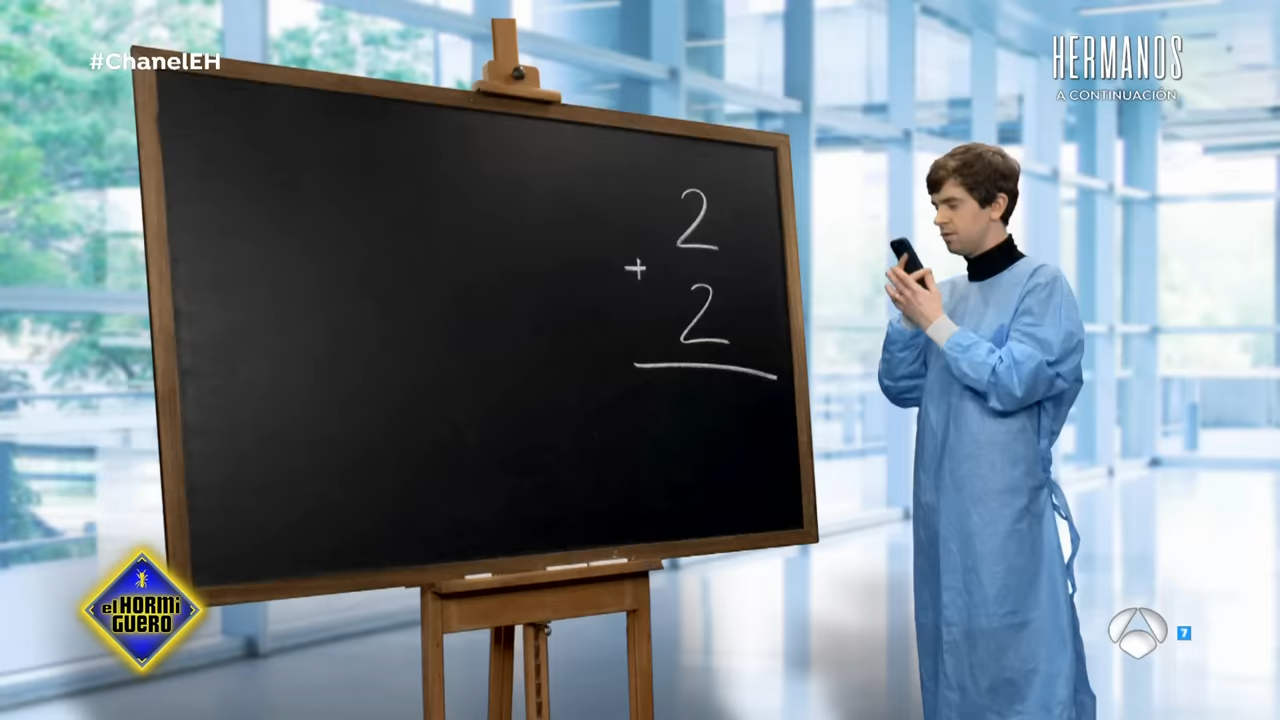 #ChanelEH
HERMANOS
A CONTINUACIÓN
2
+
2
el HORMi
GUERO
7